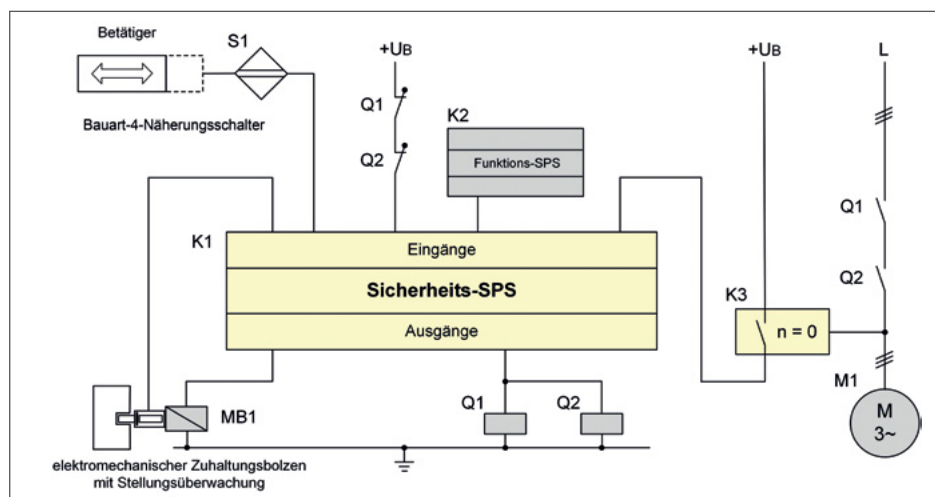 Betätiger
S1
Bauart-4-Näherungsschalter
+UB
Q1
Q2
K2
Funktions-SPS
+UB
L
Q1
Q2
K1
Eingänge
Sicherheits-SPS
Ausgänge
K3
n = 0
M1
M
3~
MB1
Q1
Q2
elektromechanischer Zuhaltungsbolzen
mit Stellungsüberwachung